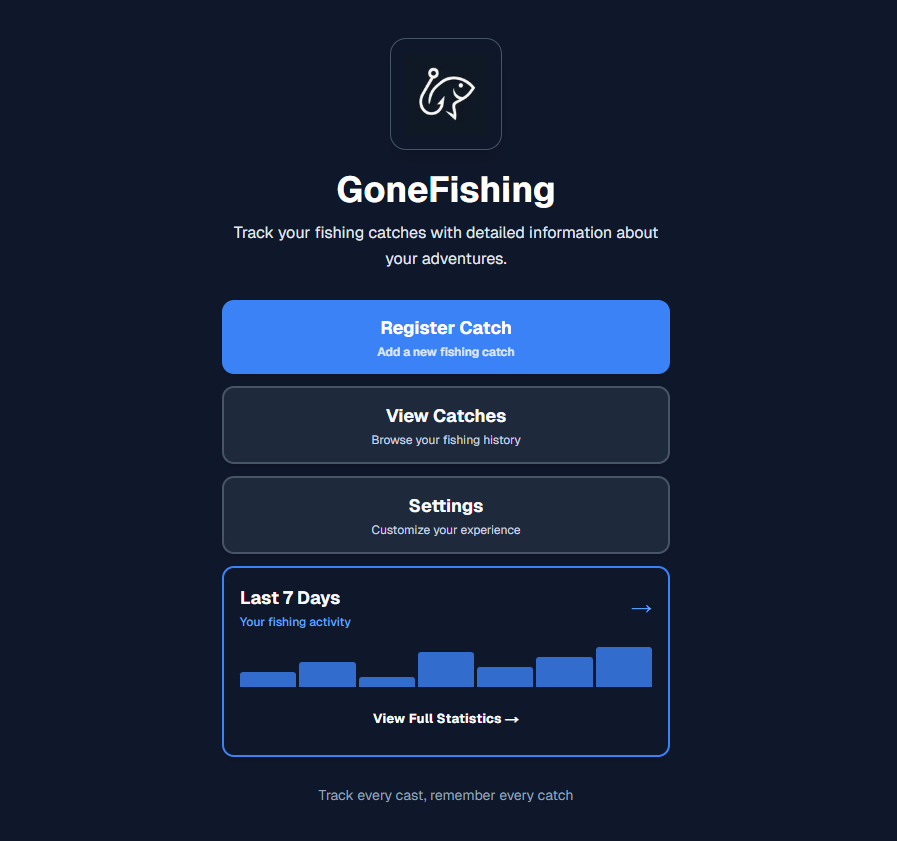 GoneFishing
Track your fishing catches with detailed information about
your adventures.
Register Catch
Add a new fishing catch
View Catches
Browse your fishing history
Settings
Customize your experience
Last 7 Days
→
Your fishing activity
View Full Statistics →
Track every cast, remember every catch